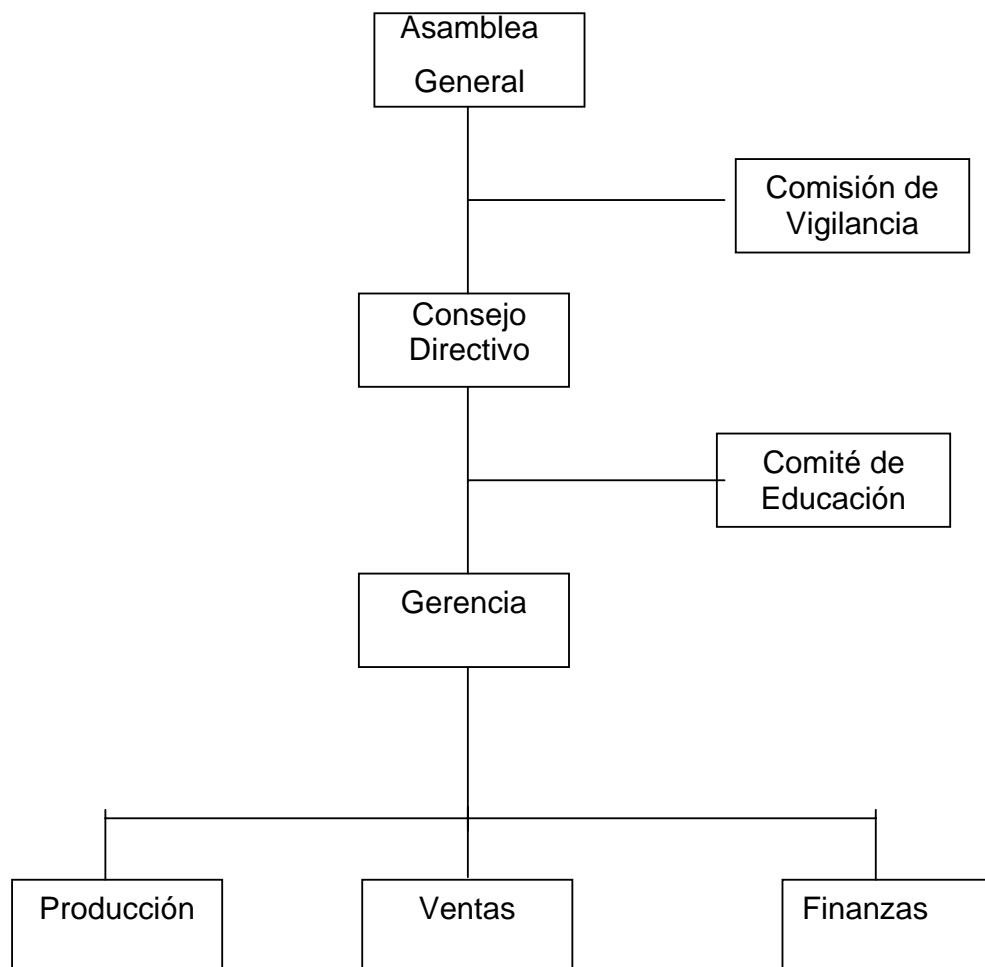 Asamblea
General
Comisión de
Vigilancia
Consejo
Directivo
Comité de
Educación
Gerencia
Producción
Ventas
Finanzas